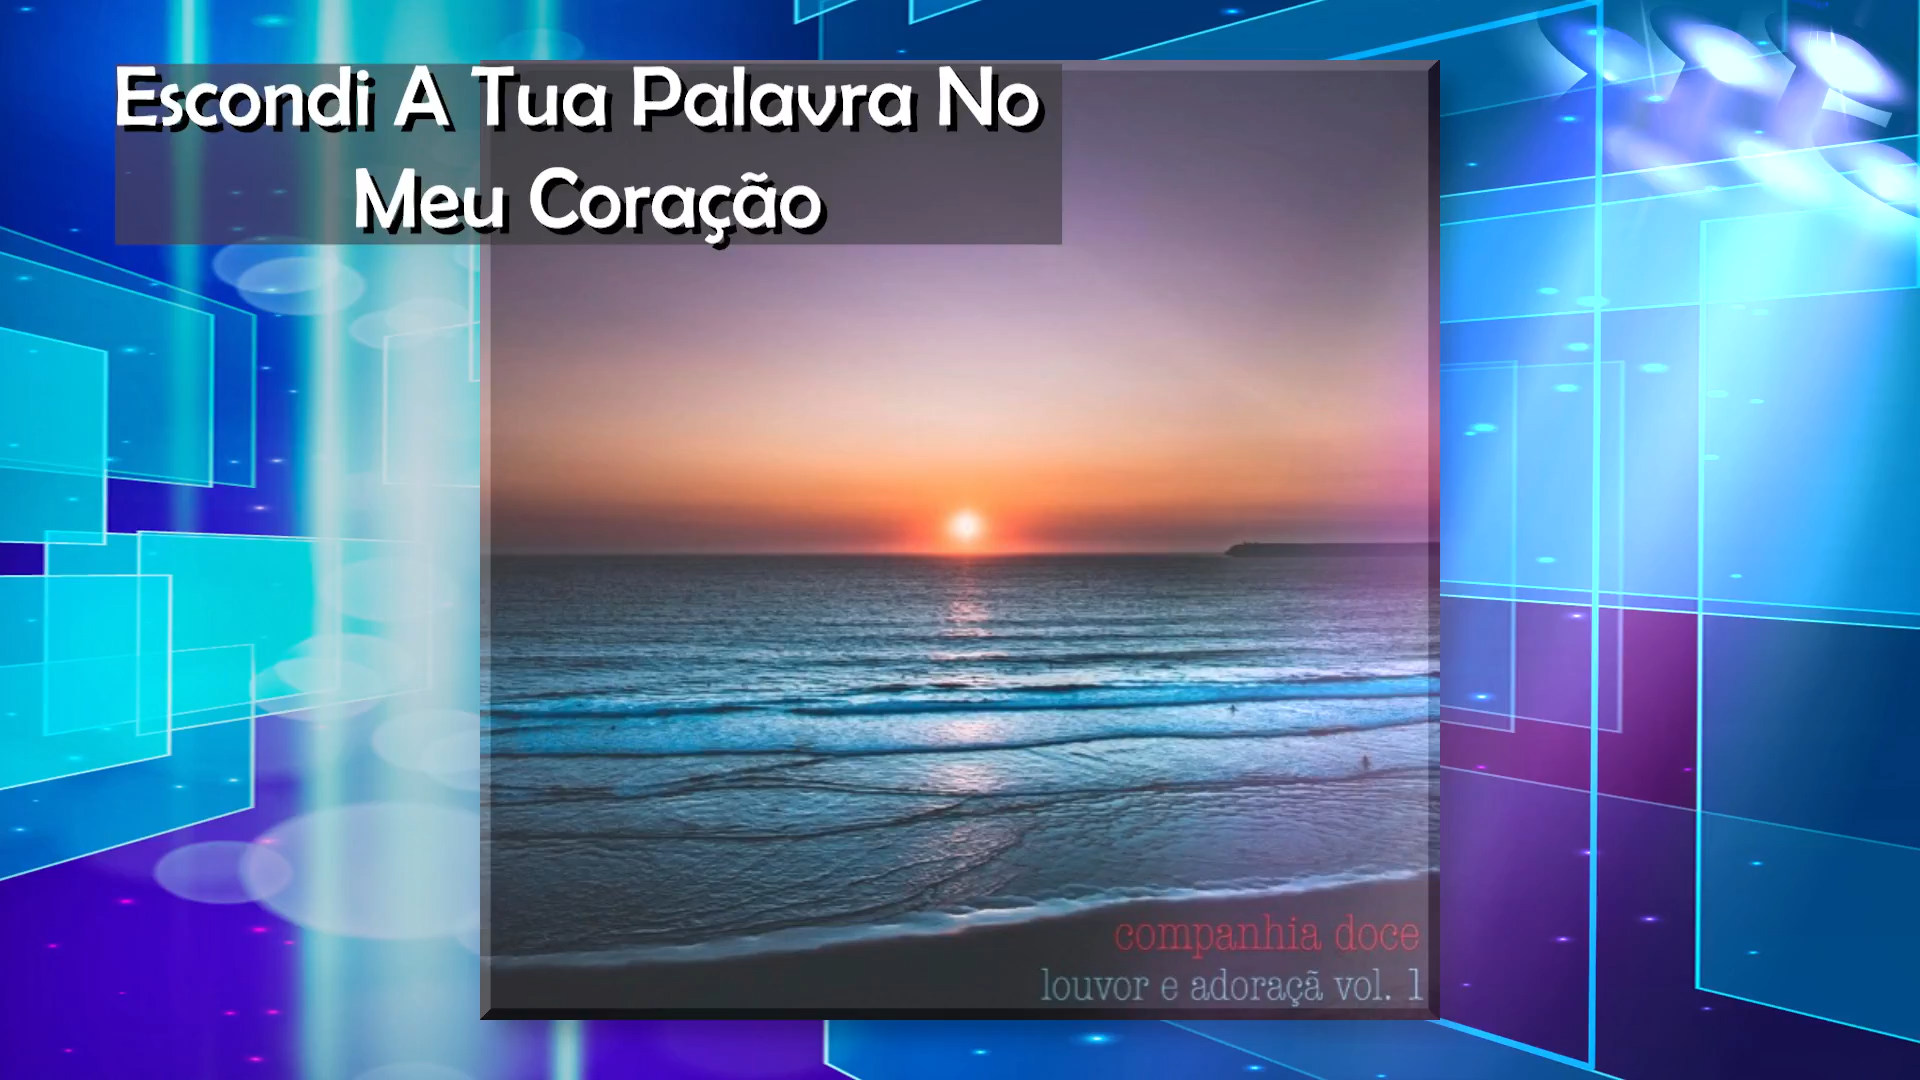 Escondi A Tua Palavra No
Meu Coração
companhia doce
louvor e adoraçã vol. 1